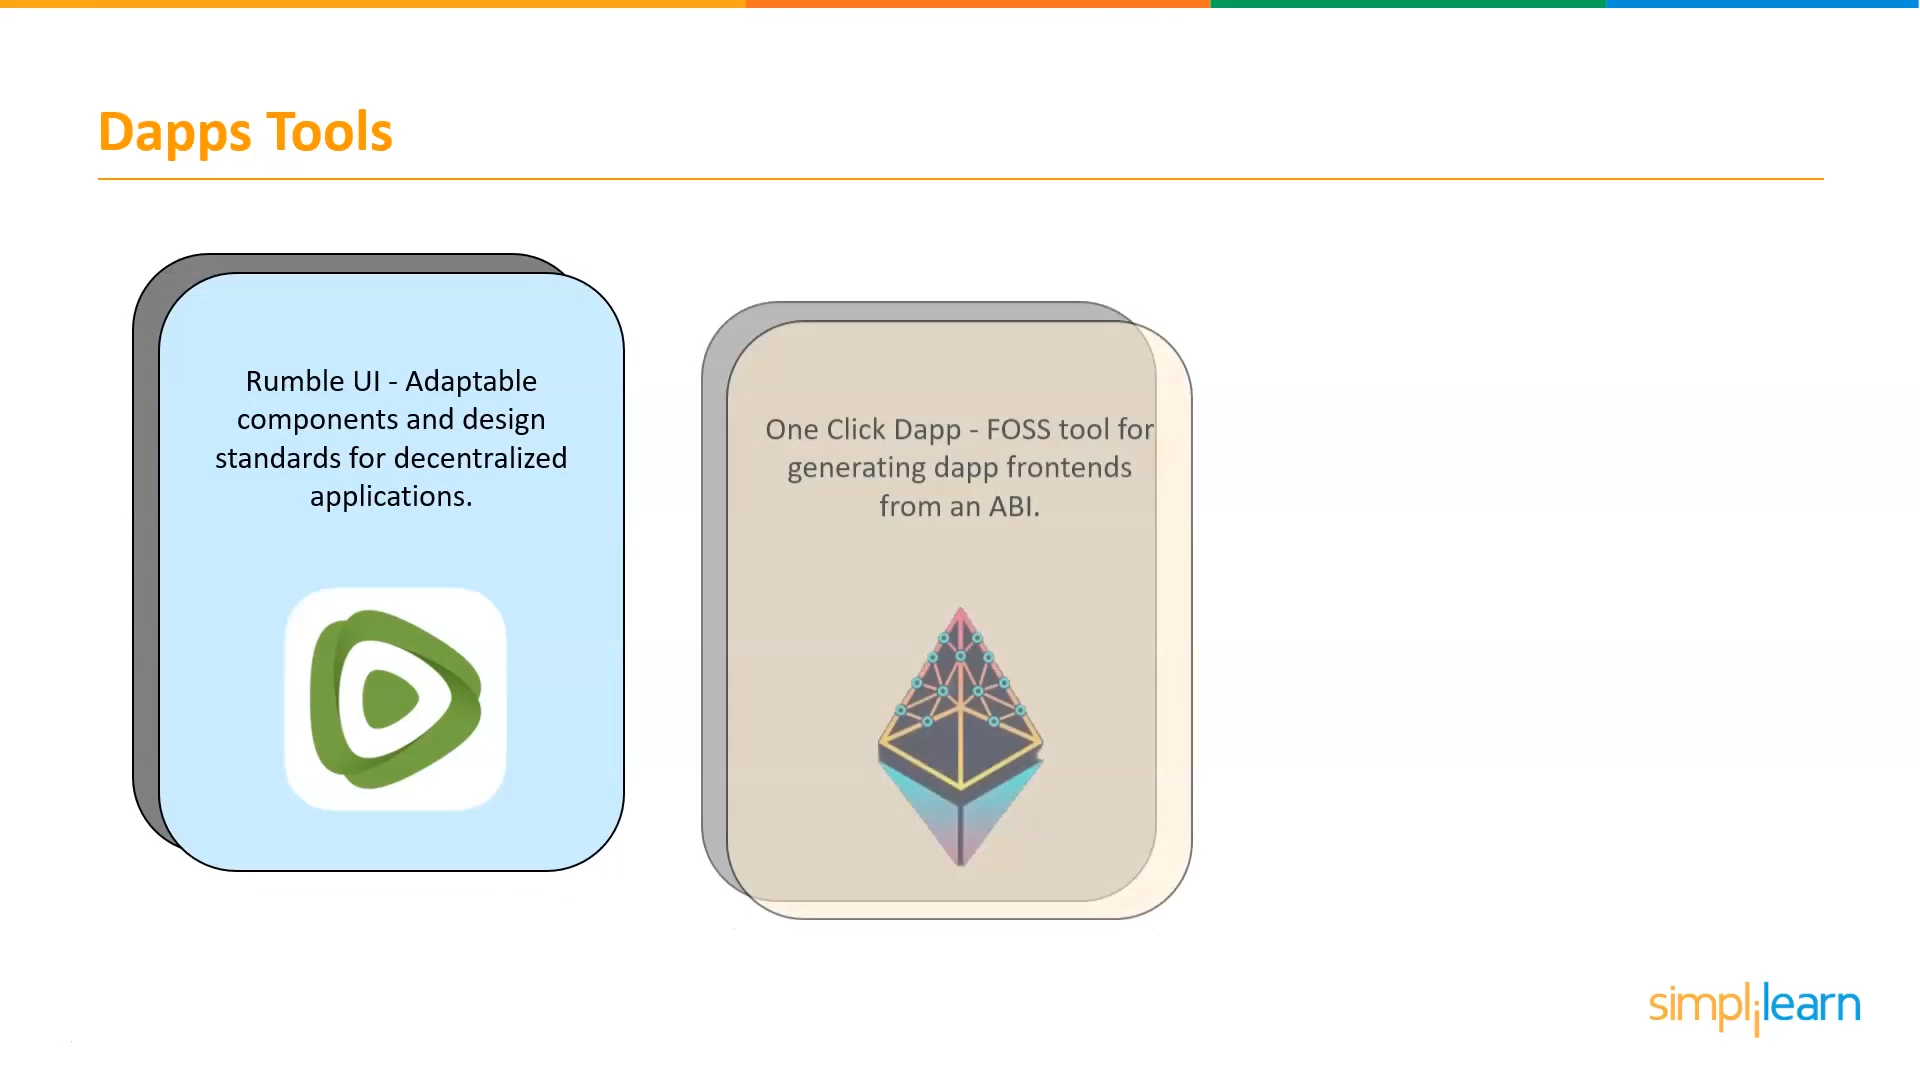 Dapps Tools
Rumble UI - Adaptable
components and design
standards for decentralized
applications.
One Click Dapp - FOSS tool for
generating dapp frontends
from an ABI.
simplilearn